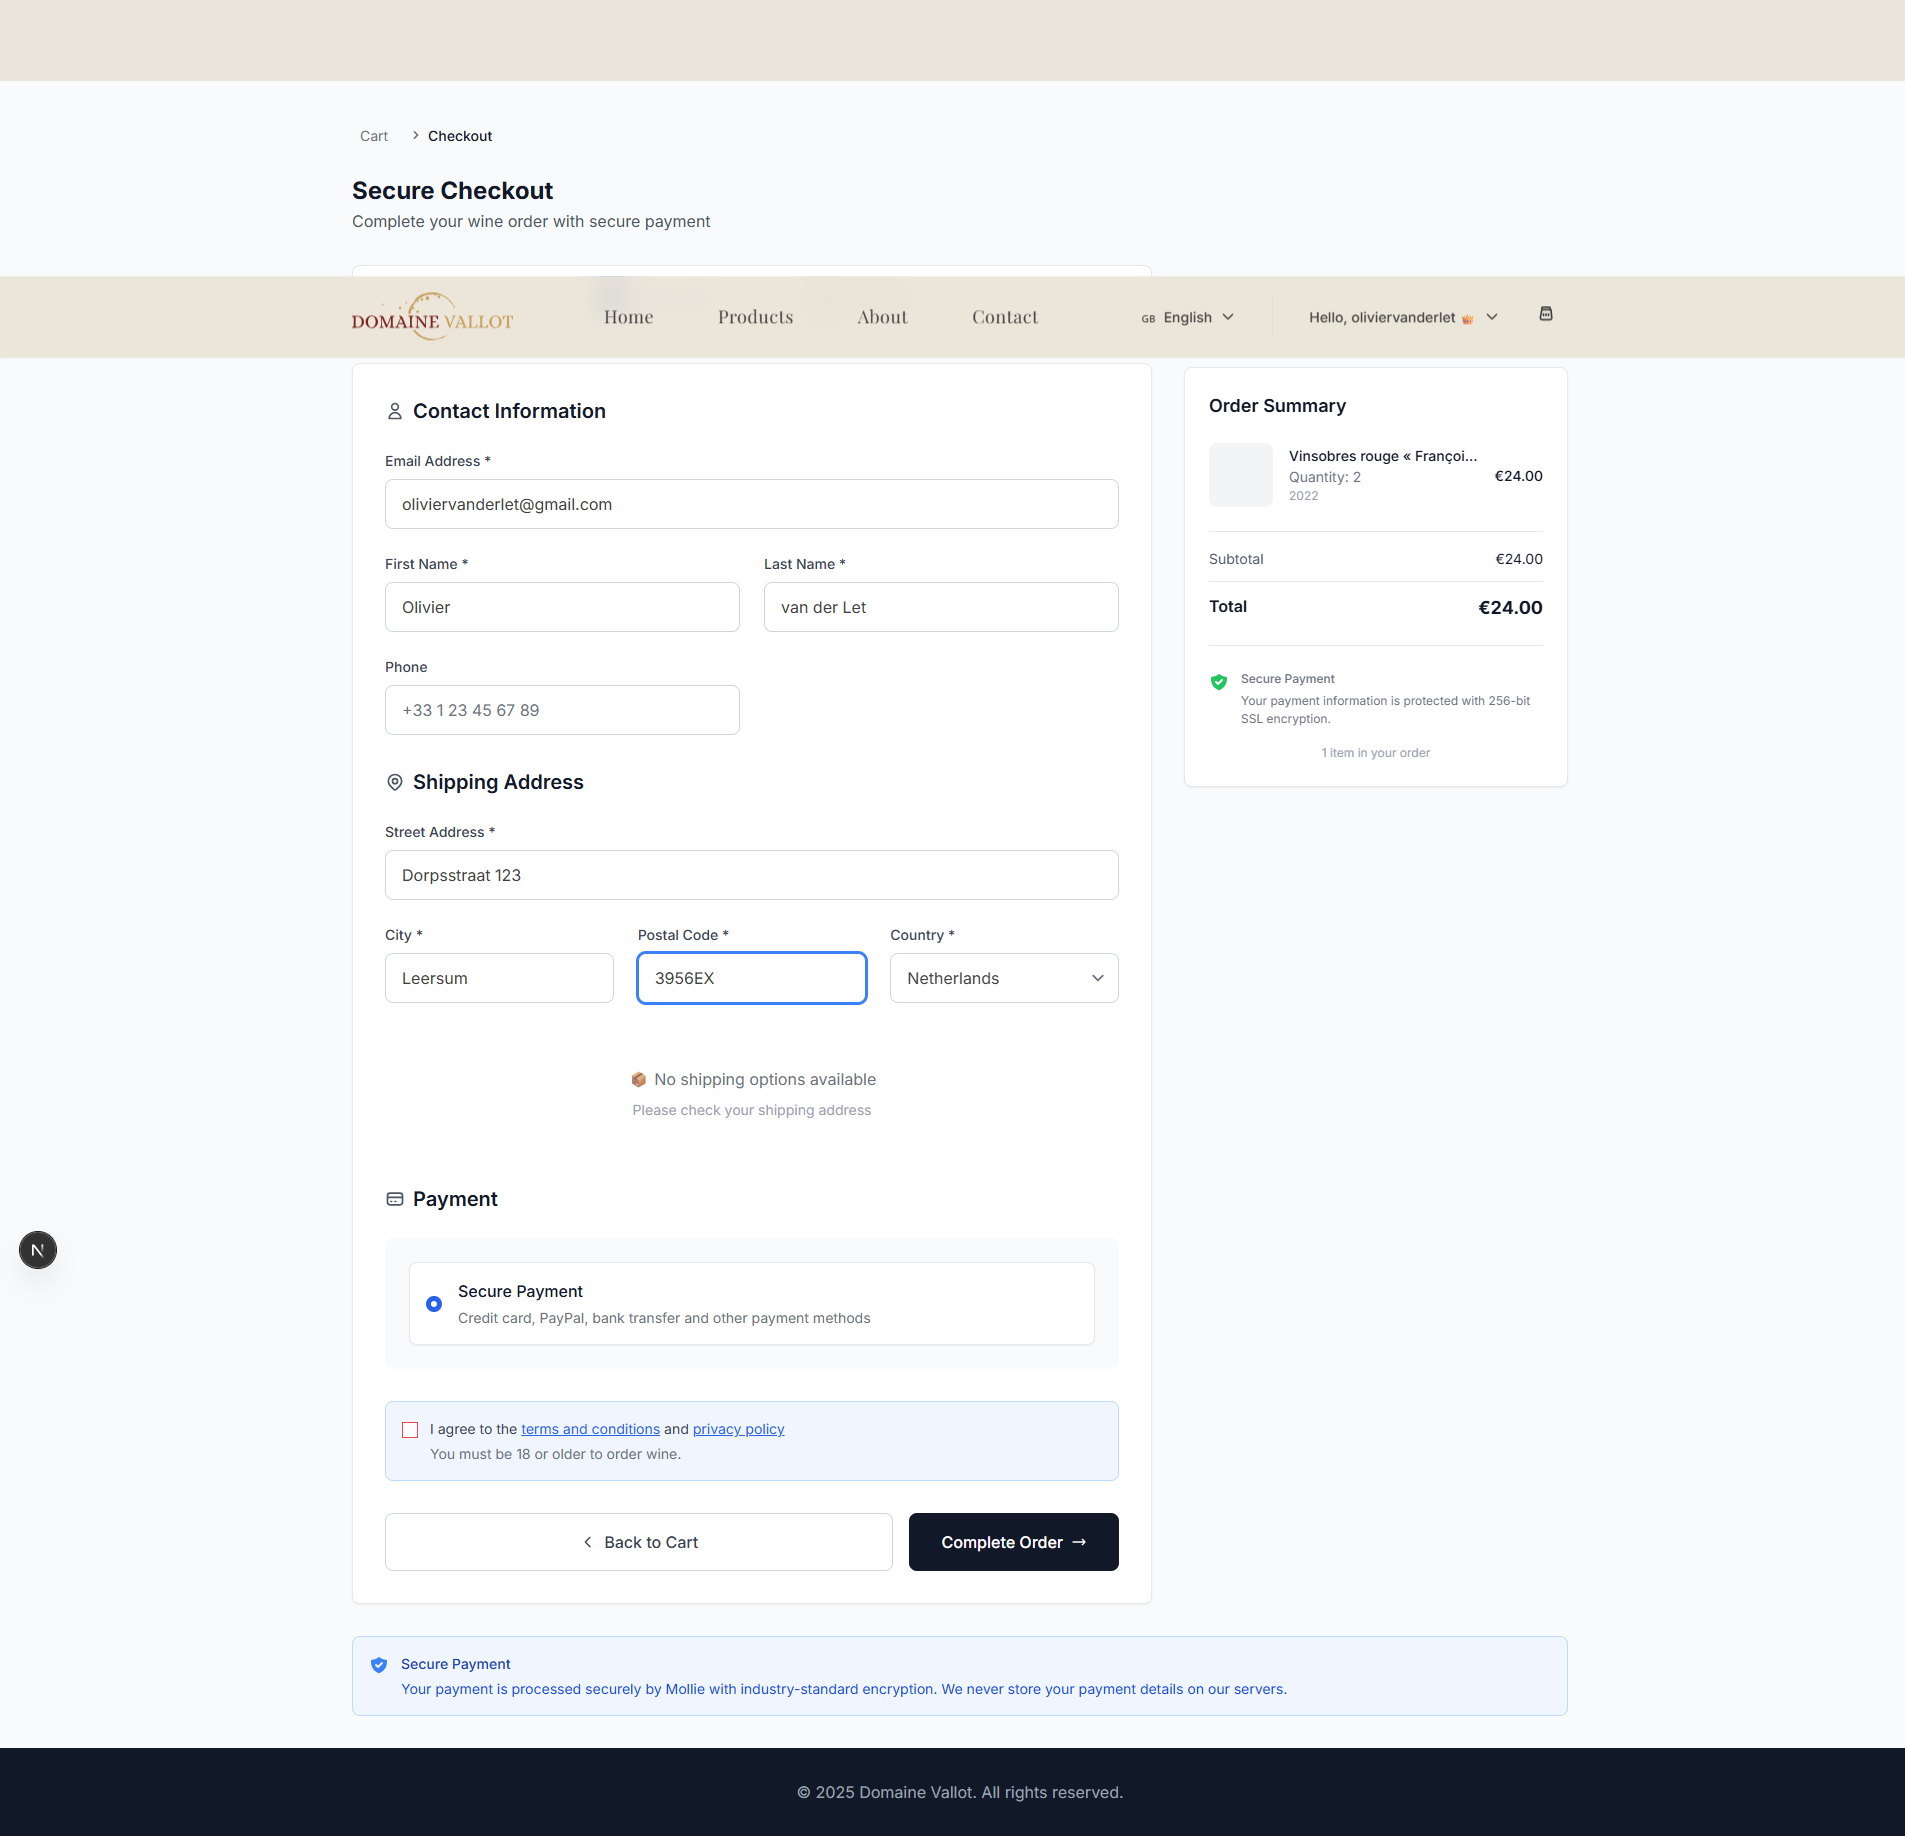 Cart > Checkout
Secure Checkout
Complete your wine order with secure payment
DOMAINE VALLOT
Home
Products
About
Contact
GB English
Hello, oliviervanderlet
Contact Information
Email Address *
oliviervanderlet@gmail.com
First Name *
Last Name *
Olivier
van der Let
Phone
+33 1 23 45 67 89
Shipping Address
Street Address *
Dorpsstraat 123
City *
Postal Code *
Country *
Leersum
3956EX
Netherlands
No shipping options available
Please check your shipping address
Payment
Secure Payment
Credit card, PayPal, bank transfer and other payment methods
I agree to the terms and conditions and privacy policy
You must be 18 or older to order wine.
Back to Cart
Complete Order →
Order Summary
Vinsobres rouge « Françoi...
Quantity: 2
€24.00
2022
Subtotal
€24.00
Total
€24.00
Secure Payment
Your payment information is protected with 256-bit
SSL encryption.
1 item in your order
N
Secure Payment
Your payment is processed securely by Mollie with industry-standard encryption. We never store your payment details on our servers.
© 2025 Domaine Vallot. All rights reserved.